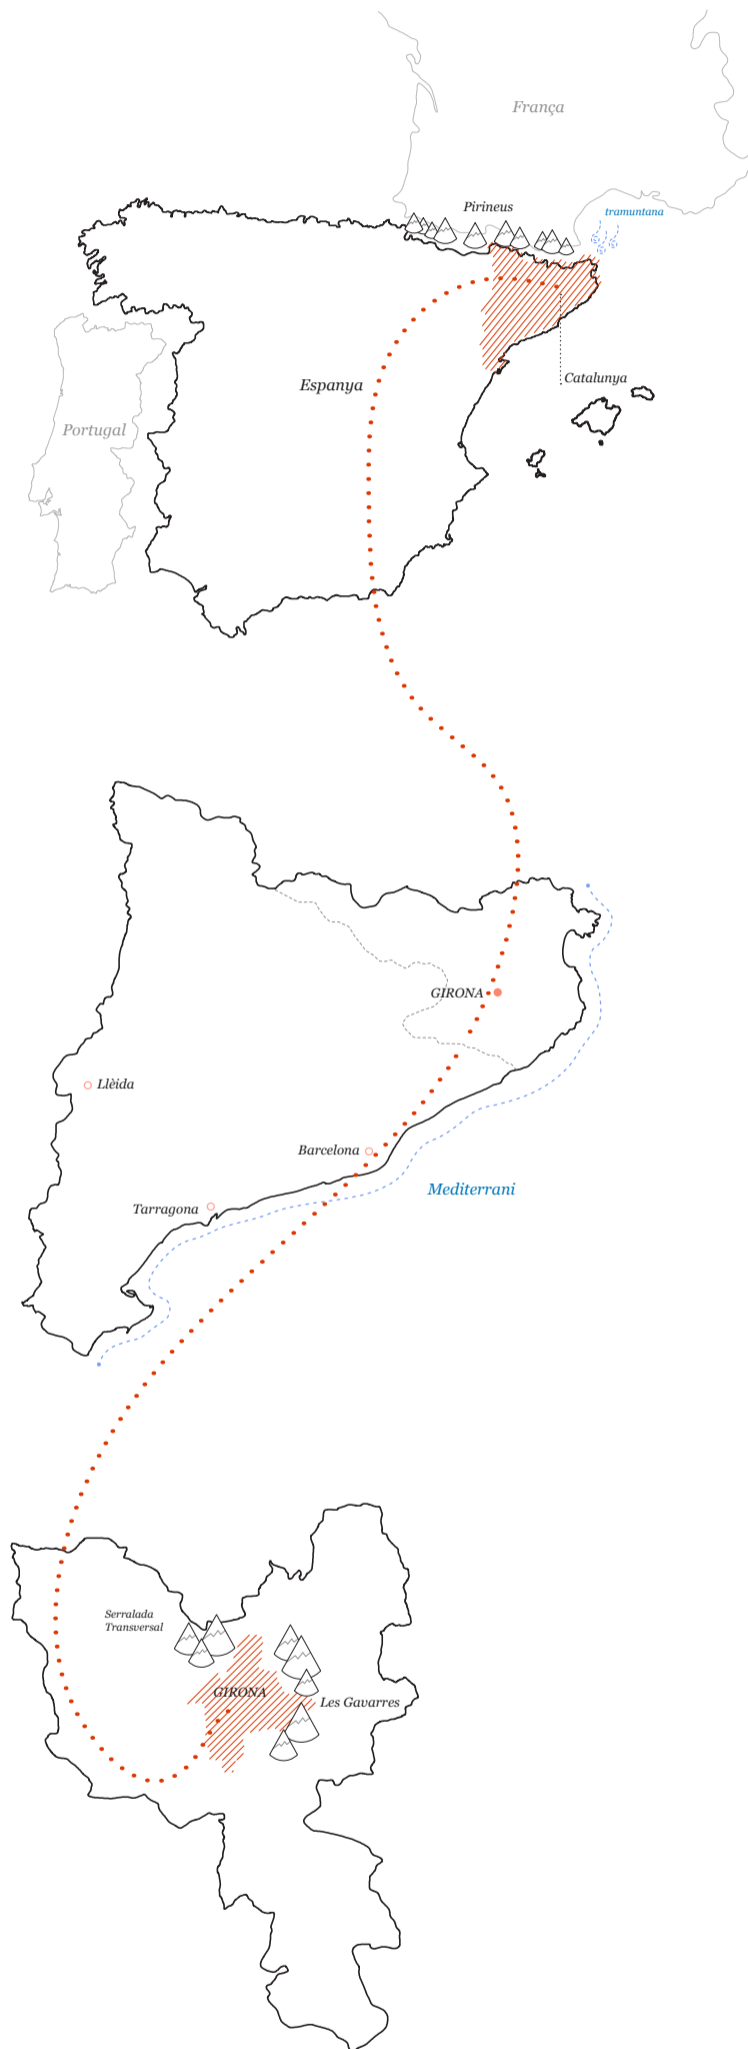 França
Pirineus
tramuntana
Espanya
Catalunya
Portugal
GIRONA
Llèida
Barcelona
Mediterrani
Tarragona
Serralada
Transversal
GIRONA
Les Gavarres